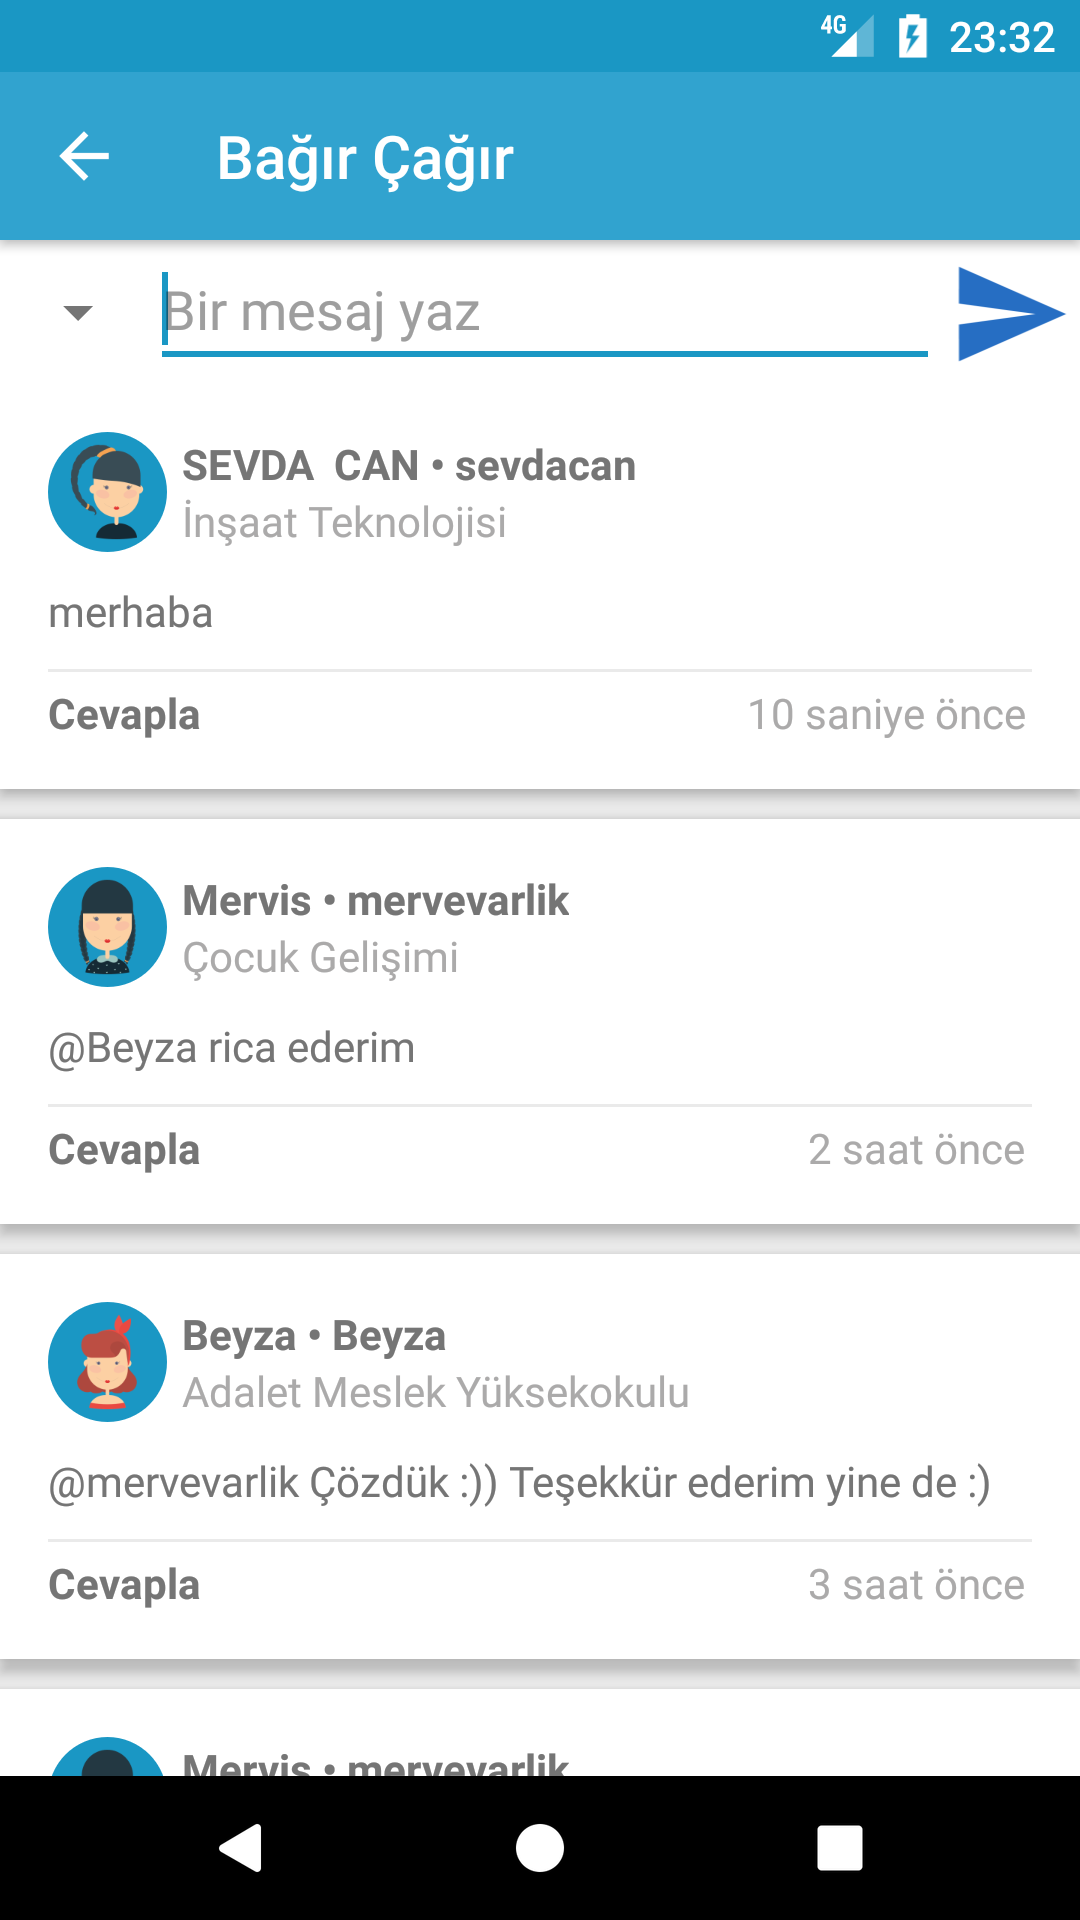 4G 23:32
Bağır Çağır
Bir mesaj yaz
SEVDA  CAN • sevdacan
İnşaat Teknolojisi
merhaba
Cevapla 10 saniye önce
Mervis • mervevarlik
Çocuk Gelişimi
@Beyza rica ederim
Cevapla 2 saat önce
Beyza • Beyza
Adalet Meslek Yüksekokulu
@mervevarlik Çözdük :)) Teşekkür ederim yine de :)
Cevapla 3 saat önce
Mervis • mervevarlik